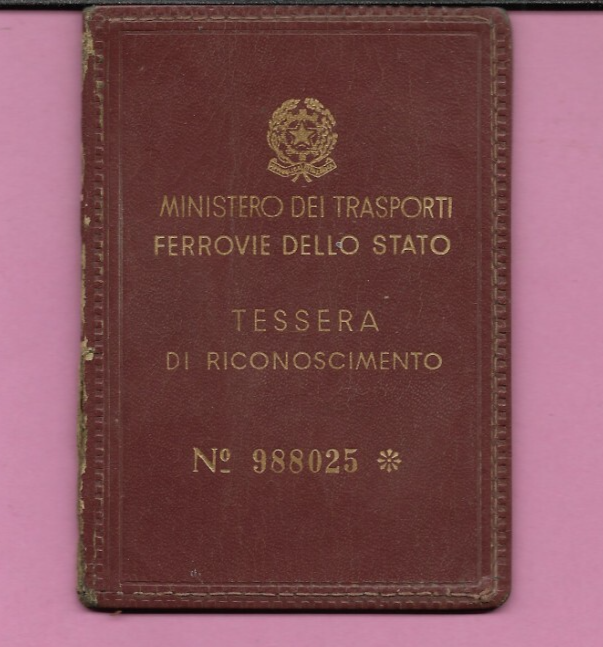 MINISTERO DEI TRASPORTI
FERROVIE DELLO STATO
TESSERA
DI RICONOSCIMENTO
Nº 988025 ❊